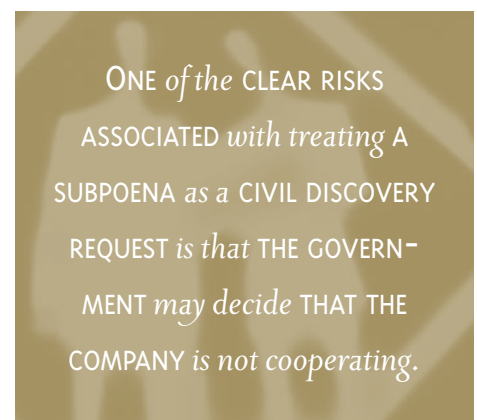 ONE of the CLEAR RISKS
ASSOCIATED with treating A
SUBPOENA as a CIVIL DISCOVERY
REQUEST is that THE GOVERN-
MENT may decide THAT THE
COMPANY is not cooperating.